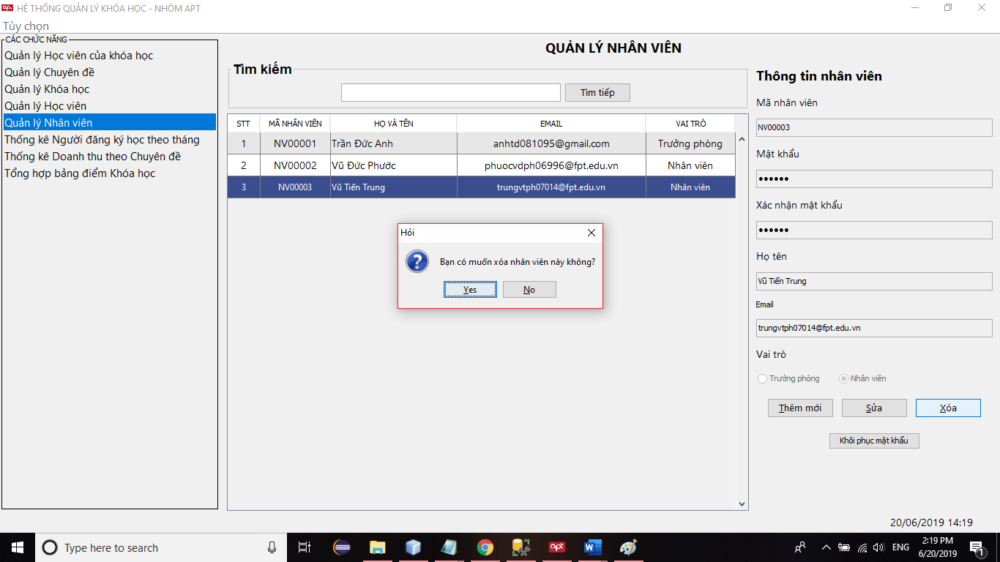 apt HỆ THỐNG QUẢN LÝ KHÓA HỌC - NHÓM APT
Tùy chọn
CÁC CHỨC NĂNG
Quản lý Học viên của khóa học
Quản lý Chuyên đề
Quản lý Khóa học
Quản lý Học viên
Quản lý Nhân viên
Thống kê Người đăng ký học theo tháng
Thống kê Doanh thu theo Chuyên đề
Tổng hợp bảng điểm Khóa học
QUẢN LÝ NHÂN VIÊN
Tìm kiếm
Tìm tiếp
STT MÃ NHÂN VIÊN HỌ VÀ TÊN EMAIL VAI TRÒ
1 NV00001 Trần Đức Anh anhtd081095@gmail.com Trưởng phòng
2 NV00002 Vũ Đức Phước phuocvdph06996@fpt.edu.vn Nhân viên
3 NV00003 Vũ Tiến Trung trungvtph07014@fpt.edu.vn Nhân viên
Hỏi
Bạn có muốn xóa nhân viên này không?
Yes No
Thông tin nhân viên
Mã nhân viên
NV00003
Mật khẩu
••••••
Xác nhận mật khẩu
••••••
Họ tên
Vũ Tiến Trung
Email
trungvtph07014@fpt.edu.vn
Vai trò
Trưởng phòng Nhân viên
Thêm mới Sửa Xóa
Khôi phục mật khẩu
20/06/2019 14:19
Type here to search
apt
W
ENG
2:19 PM
6/20/2019
1